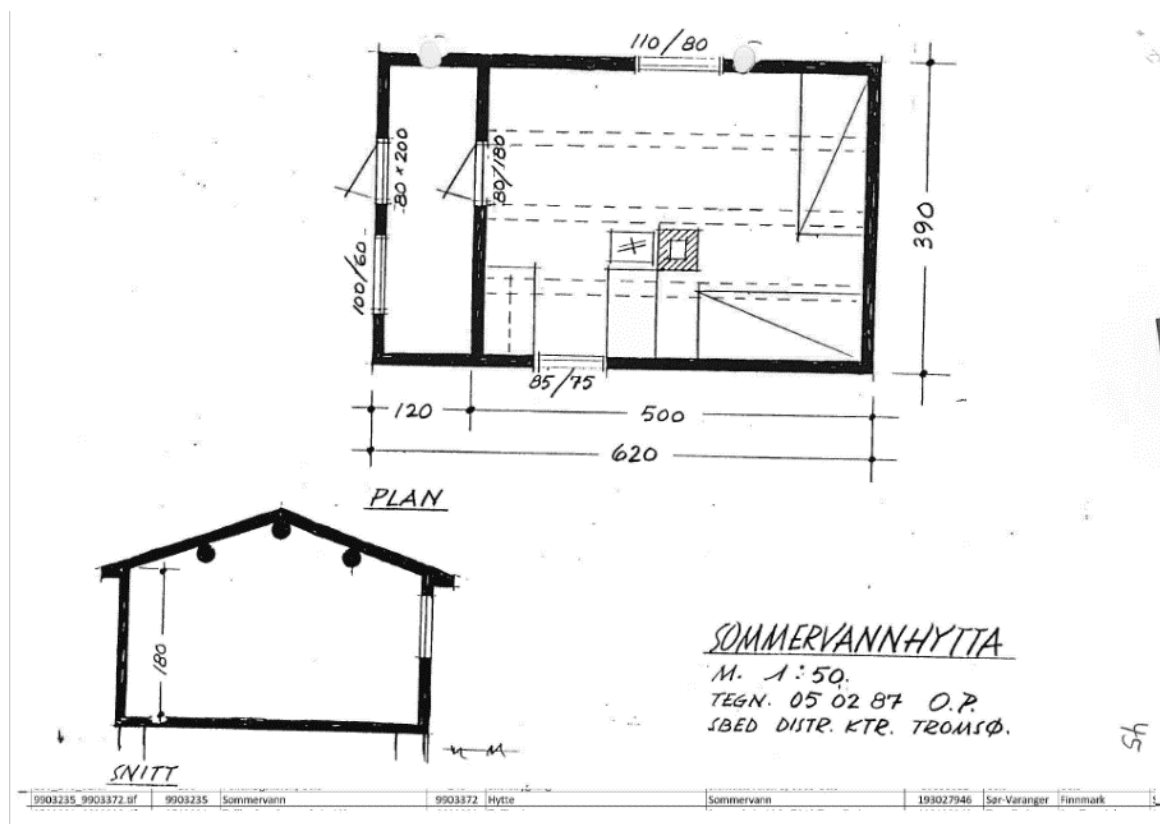 110/80
80 × 200
80/180
390
100/60
85/75
120
500
620
PLAN
180
SOMMERVANNHYTTA
M. 1:50.
TEGN. 05 02 87 O.P.
SBED DISTR. KTR. TROMSØ.
45
SNITT
9903235_9903372.tif 9903235 Sommervann 9903372 Hytte Sommervann 193027946 Sør-Varanger Finnmark